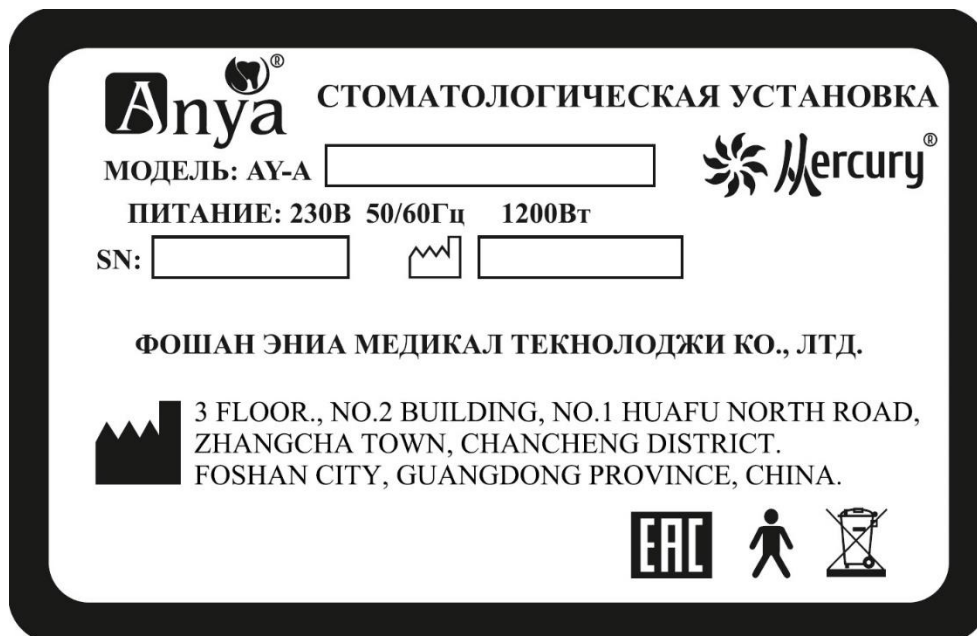 Anya®
СТОМАТОЛОГИЧЕСКАЯ УСТАНОВКА
Mercury®
МОДЕЛЬ: AY-A
ПИТАНИЕ: 230В 50/60Гц 1200Вт
SN:
ФОШАН ЭНИА МЕДИКАЛ ТЕКНОЛОДЖИ КО., ЛТД.
3 FLOOR., NO.2 BUILDING, NO.1 HUAFU NORTH ROAD,
ZHANGCHA TOWN, CHANCHENG DISTRICT.
FOSHAN CITY, GUANGDONG PROVINCE, CHINA.
EAC